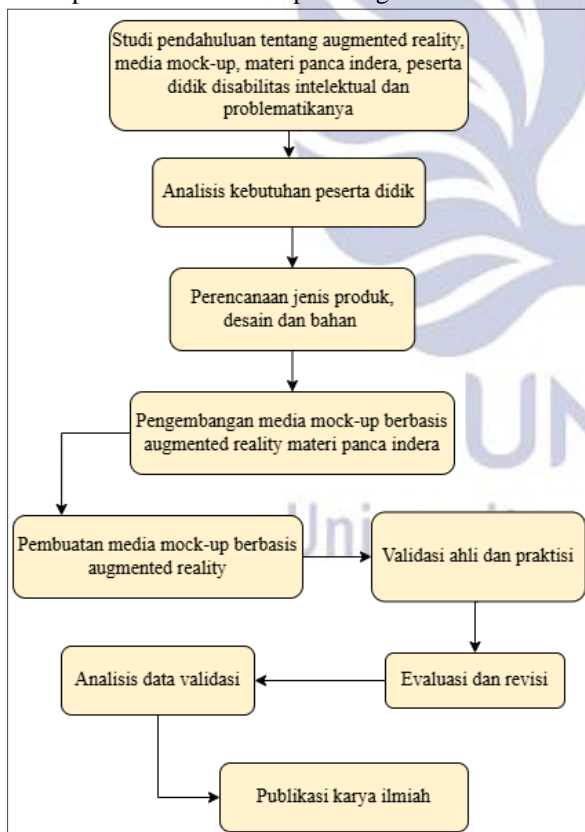 Studi pendahuluan tentang augmented reality,
media mock-up, materi panca indera, peserta
didik disabilitas intelektual dan
problematikanya
Analisis kebutuhan peserta didik
Perencanaan jenis produk,
desain dan bahan
Pengembangan media mock-up berbasis
augmented reality materi panca indera
UN
Pembuatan media mock-up berbasis
augmented reality
Validasi ahli dan praktisi
Analisis data validasi
Evaluasi dan revisi
Publikasi karya ilmiah